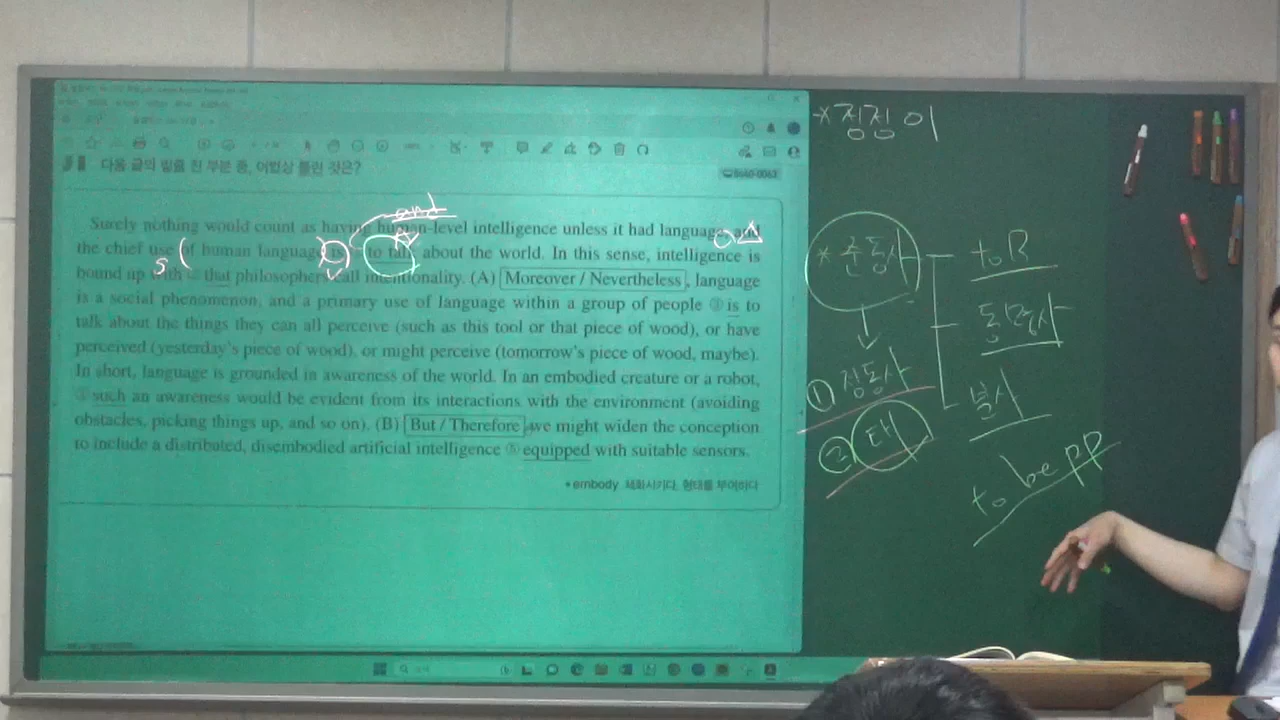 다음 글의 밑줄 친 부분 중, 어법상 틀린 것은?
and
Surely nothing would count as having human-level intelligence unless it had language, and
the chief use of human language is ① to talk about the world. In this sense, intelligence is
bound up with ② that philosophers call intentionality. (A) Moreover / Nevertheless, language
is a social phenomenon, and a primary use of language within a group of people ③ is to
talk about the things they can all perceive (such as this tool or that piece of wood), or have
perceived (yesterday's piece of wood), or might perceive (tomorrow's piece of wood, maybe).
In short, language is grounded in awareness of the world. In an embodied creature or a robot,
④ such an awareness would be evident from its interactions with the environment (avoiding
obstacles, picking things up, and so on). (B) But / Therefore we might widen the conception
to include a distributed, disembodied artificial intelligence ⑤ equipped with suitable sensors.
*embody 체화시키다, 형태를 부여하다
S
V
*징징이
*준동사
toR
동명사
분사
① 정동사
② 태
to be PP